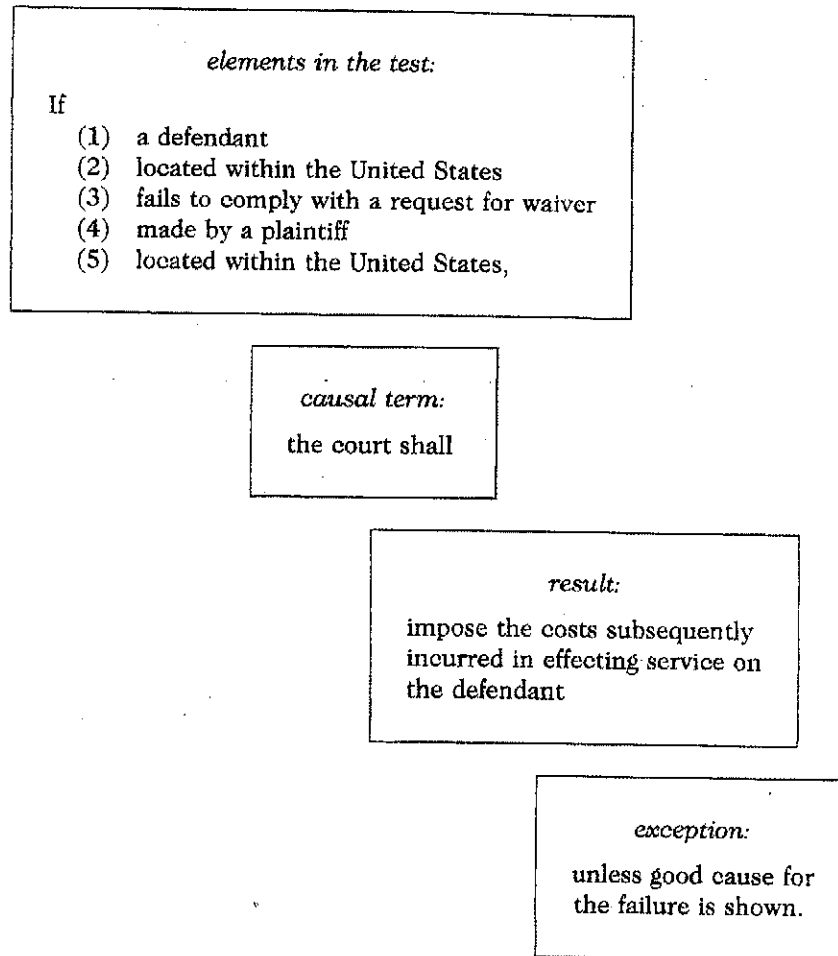 elements in the test:
If
(1) a defendant
(2) located within the United States
(3) fails to comply with a request for waiver
(4) made by a plaintiff
(5) located within the United States,
causal term:
the court shall
result:
impose the costs subsequently
incurred in effecting service on
the defendant
exception:
unless good cause for
the failure is shown.